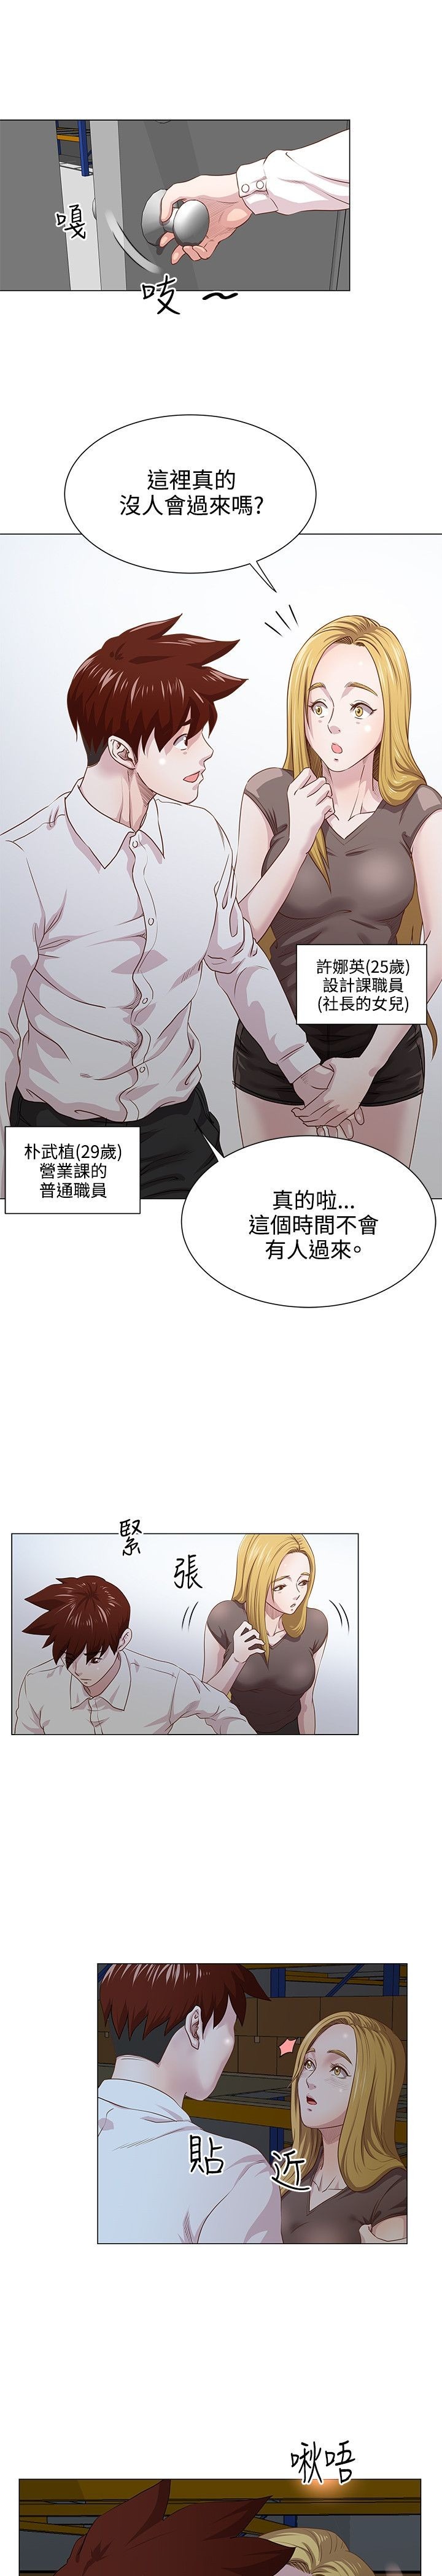 嘎
吱～
這裡真的
沒人會過來嗎?
許娜英(25歲)
設計課職員
(社長的女兒)
朴武植(29歲)
營業課的
普通職員
真的啦...
這個時間不會
有人過來。
緊
張
貼
近
啾唔